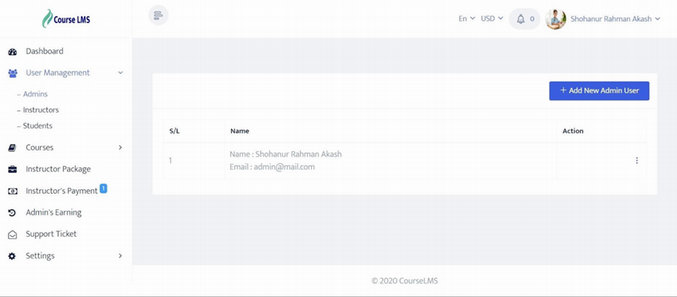 Course LMS
En USD 0 Shohanur Rahman Akash
Dashboard
User Management
– Admins
– Instructors
– Students
Courses
Instructor Package
Instructor's Payment 1
Admin's Earning
Support Ticket
Settings
+ Add New Admin User
S/L Name Action
1
Name : Shohanur Rahman Akash
Email : admin@mail.com
© 2020 CourseLMS